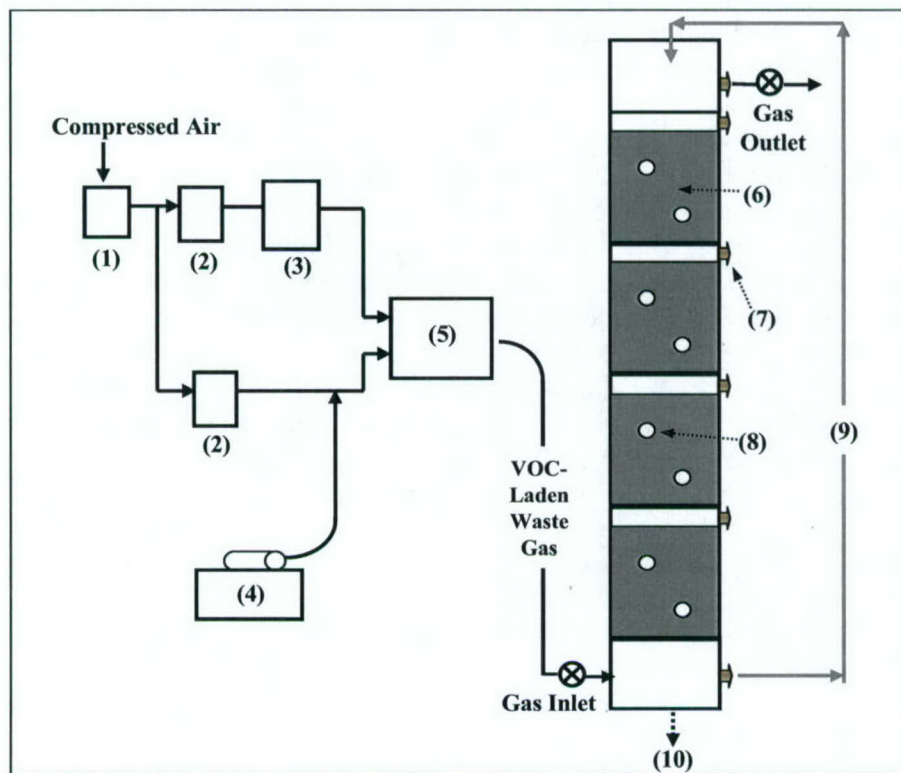 Compressed Air
(1)
(2)
(3)
(2)
(4)
(5)
VOC-
Laden
Waste
Gas
Gas Inlet
Gas
Outlet
(6)
(7)
(8)
(9)
(10)